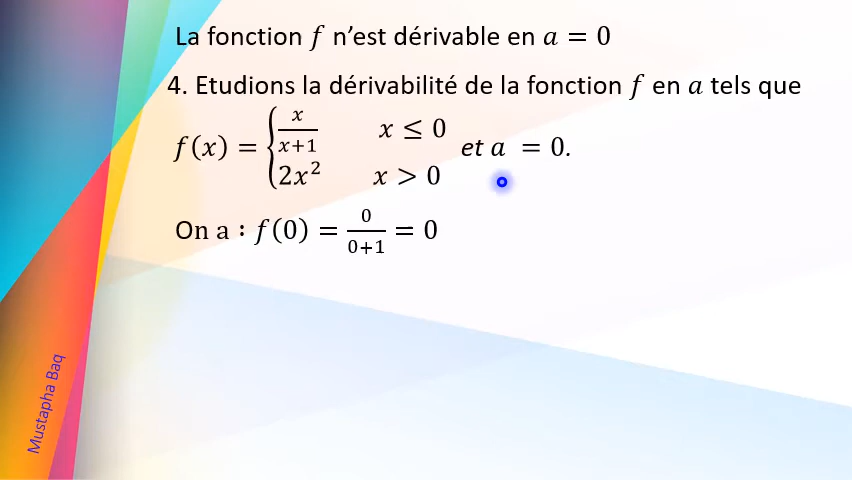 La fonction 𝑓 n’est dérivable en 𝑎 = 0
4. Etudions la dérivabilité de la fonction 𝑓 en 𝑎 tels que
𝑓(𝑥) = { 𝑥/(𝑥+1) 𝑥 ≤ 0
2𝑥² 𝑥 > 0 et 𝑎 = 0.
On a : 𝑓(0) = 0/(0+1) = 0
Mustapha Baq